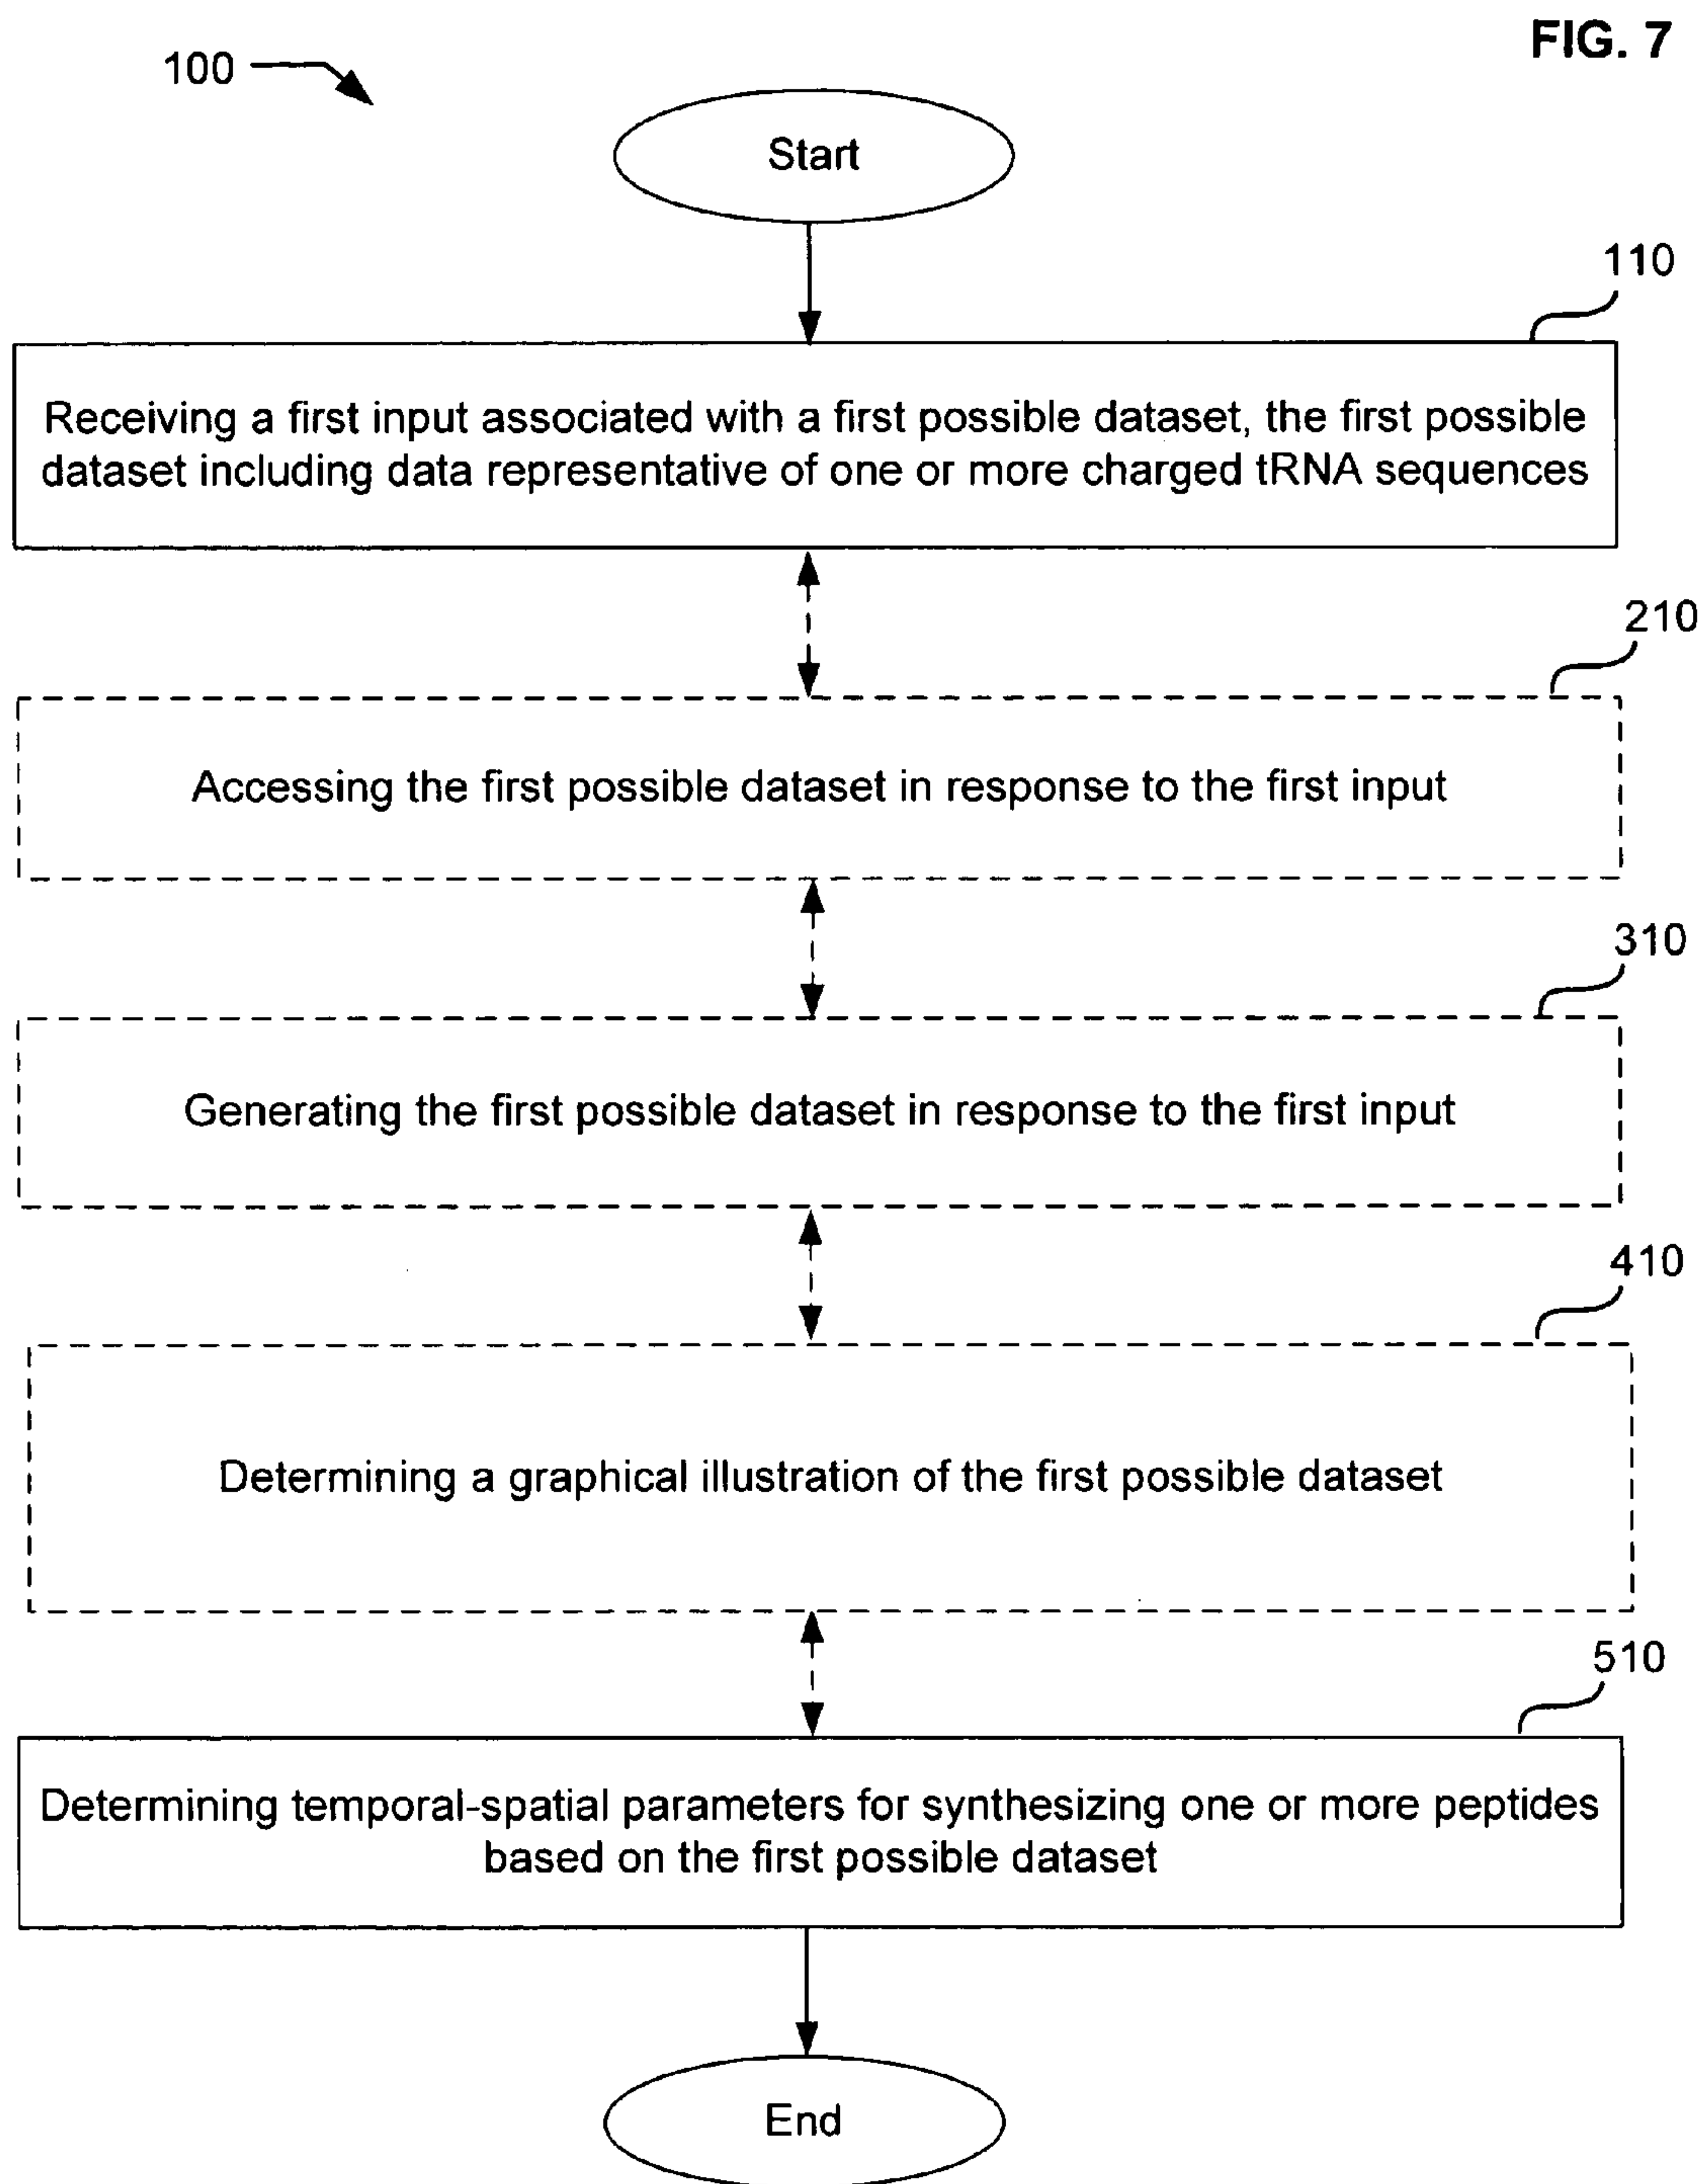 FIG. 7
100
Start
110
Receiving a first input associated with a first possible dataset, the first possible
dataset including data representative of one or more charged tRNA sequences
210
Accessing the first possible dataset in response to the first input
310
Generating the first possible dataset in response to the first input
410
Determining a graphical illustration of the first possible dataset
510
Determining temporal-spatial parameters for synthesizing one or more peptides
based on the first possible dataset
End